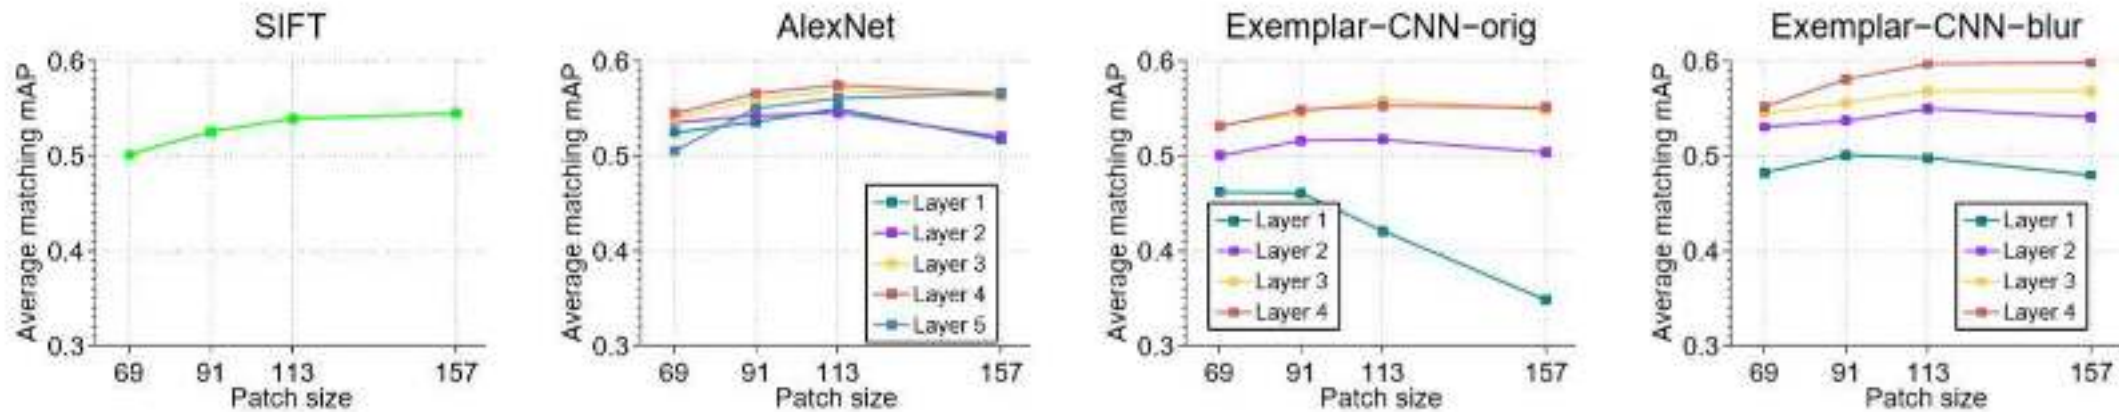 SIFT
Average matching mAP
0.6
0.5
0.4
0.3
69 91 113 157
Patch size
AlexNet
Average matching mAP
0.6
0.5
0.4
0.3
Layer 1
Layer 2
Layer 3
Layer 4
Layer 5
69 91 113 157
Patch size
Exemplar-CNN-orig
Average matching mAP
0.6
0.5
0.4
0.3
Layer 1
Layer 2
Layer 3
Layer 4
69 91 113 157
Patch size
Exemplar-CNN-blur
Average matching mAP
0.6
0.5
0.4
0.3
Layer 1
Layer 2
Layer 3
Layer 4
69 91 113 157
Patch size